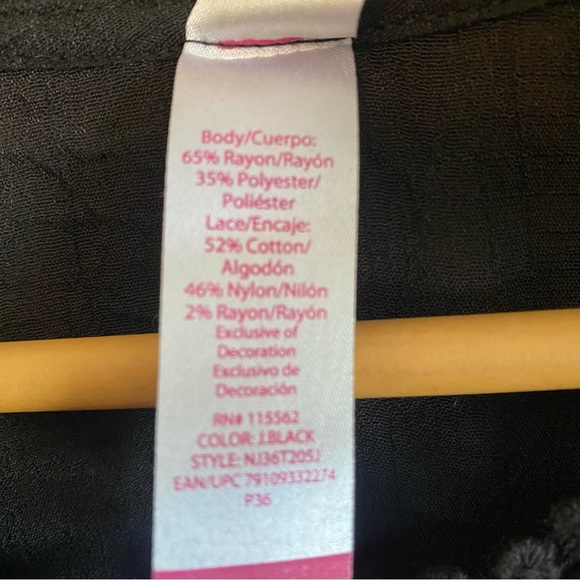 Body/Cuerpo:
65% Rayon/Rayón
35% Polyester/
Poliéster
Lace/Encaje:
52% Cotton/
Algodón
46% Nylon/Nilón
2% Rayon/Rayón
Exclusive of
Decoration
Exclusivo de
Decoración
RN# 115562
COLOR: J.BLACK
STYLE: NJ36T205J
EAN/UPC 79109332274
P36